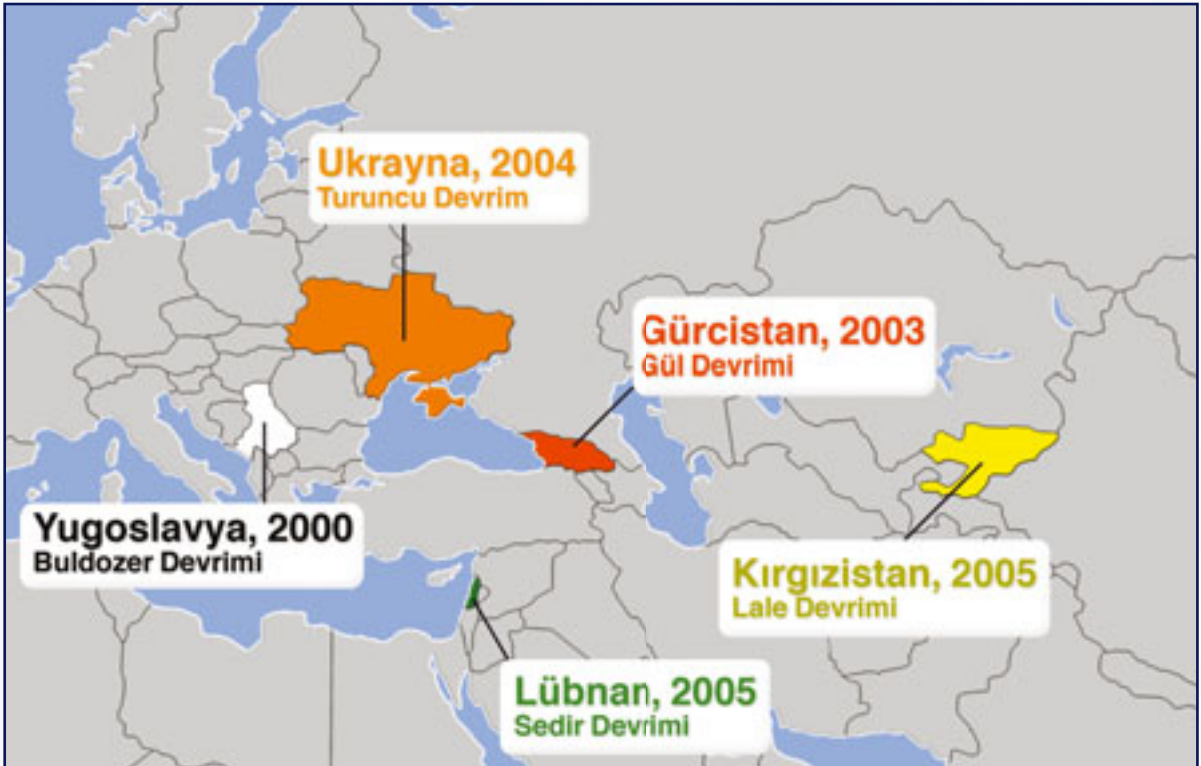 Ukrayna, 2004
Turuncu Devrim
Gürcistan, 2003
Gül Devrimi
Yugoslavya, 2000
Buldozer Devrimi
Kırgızistan, 2005
Lale Devrimi
Lübnan, 2005
Sedir Devrimi